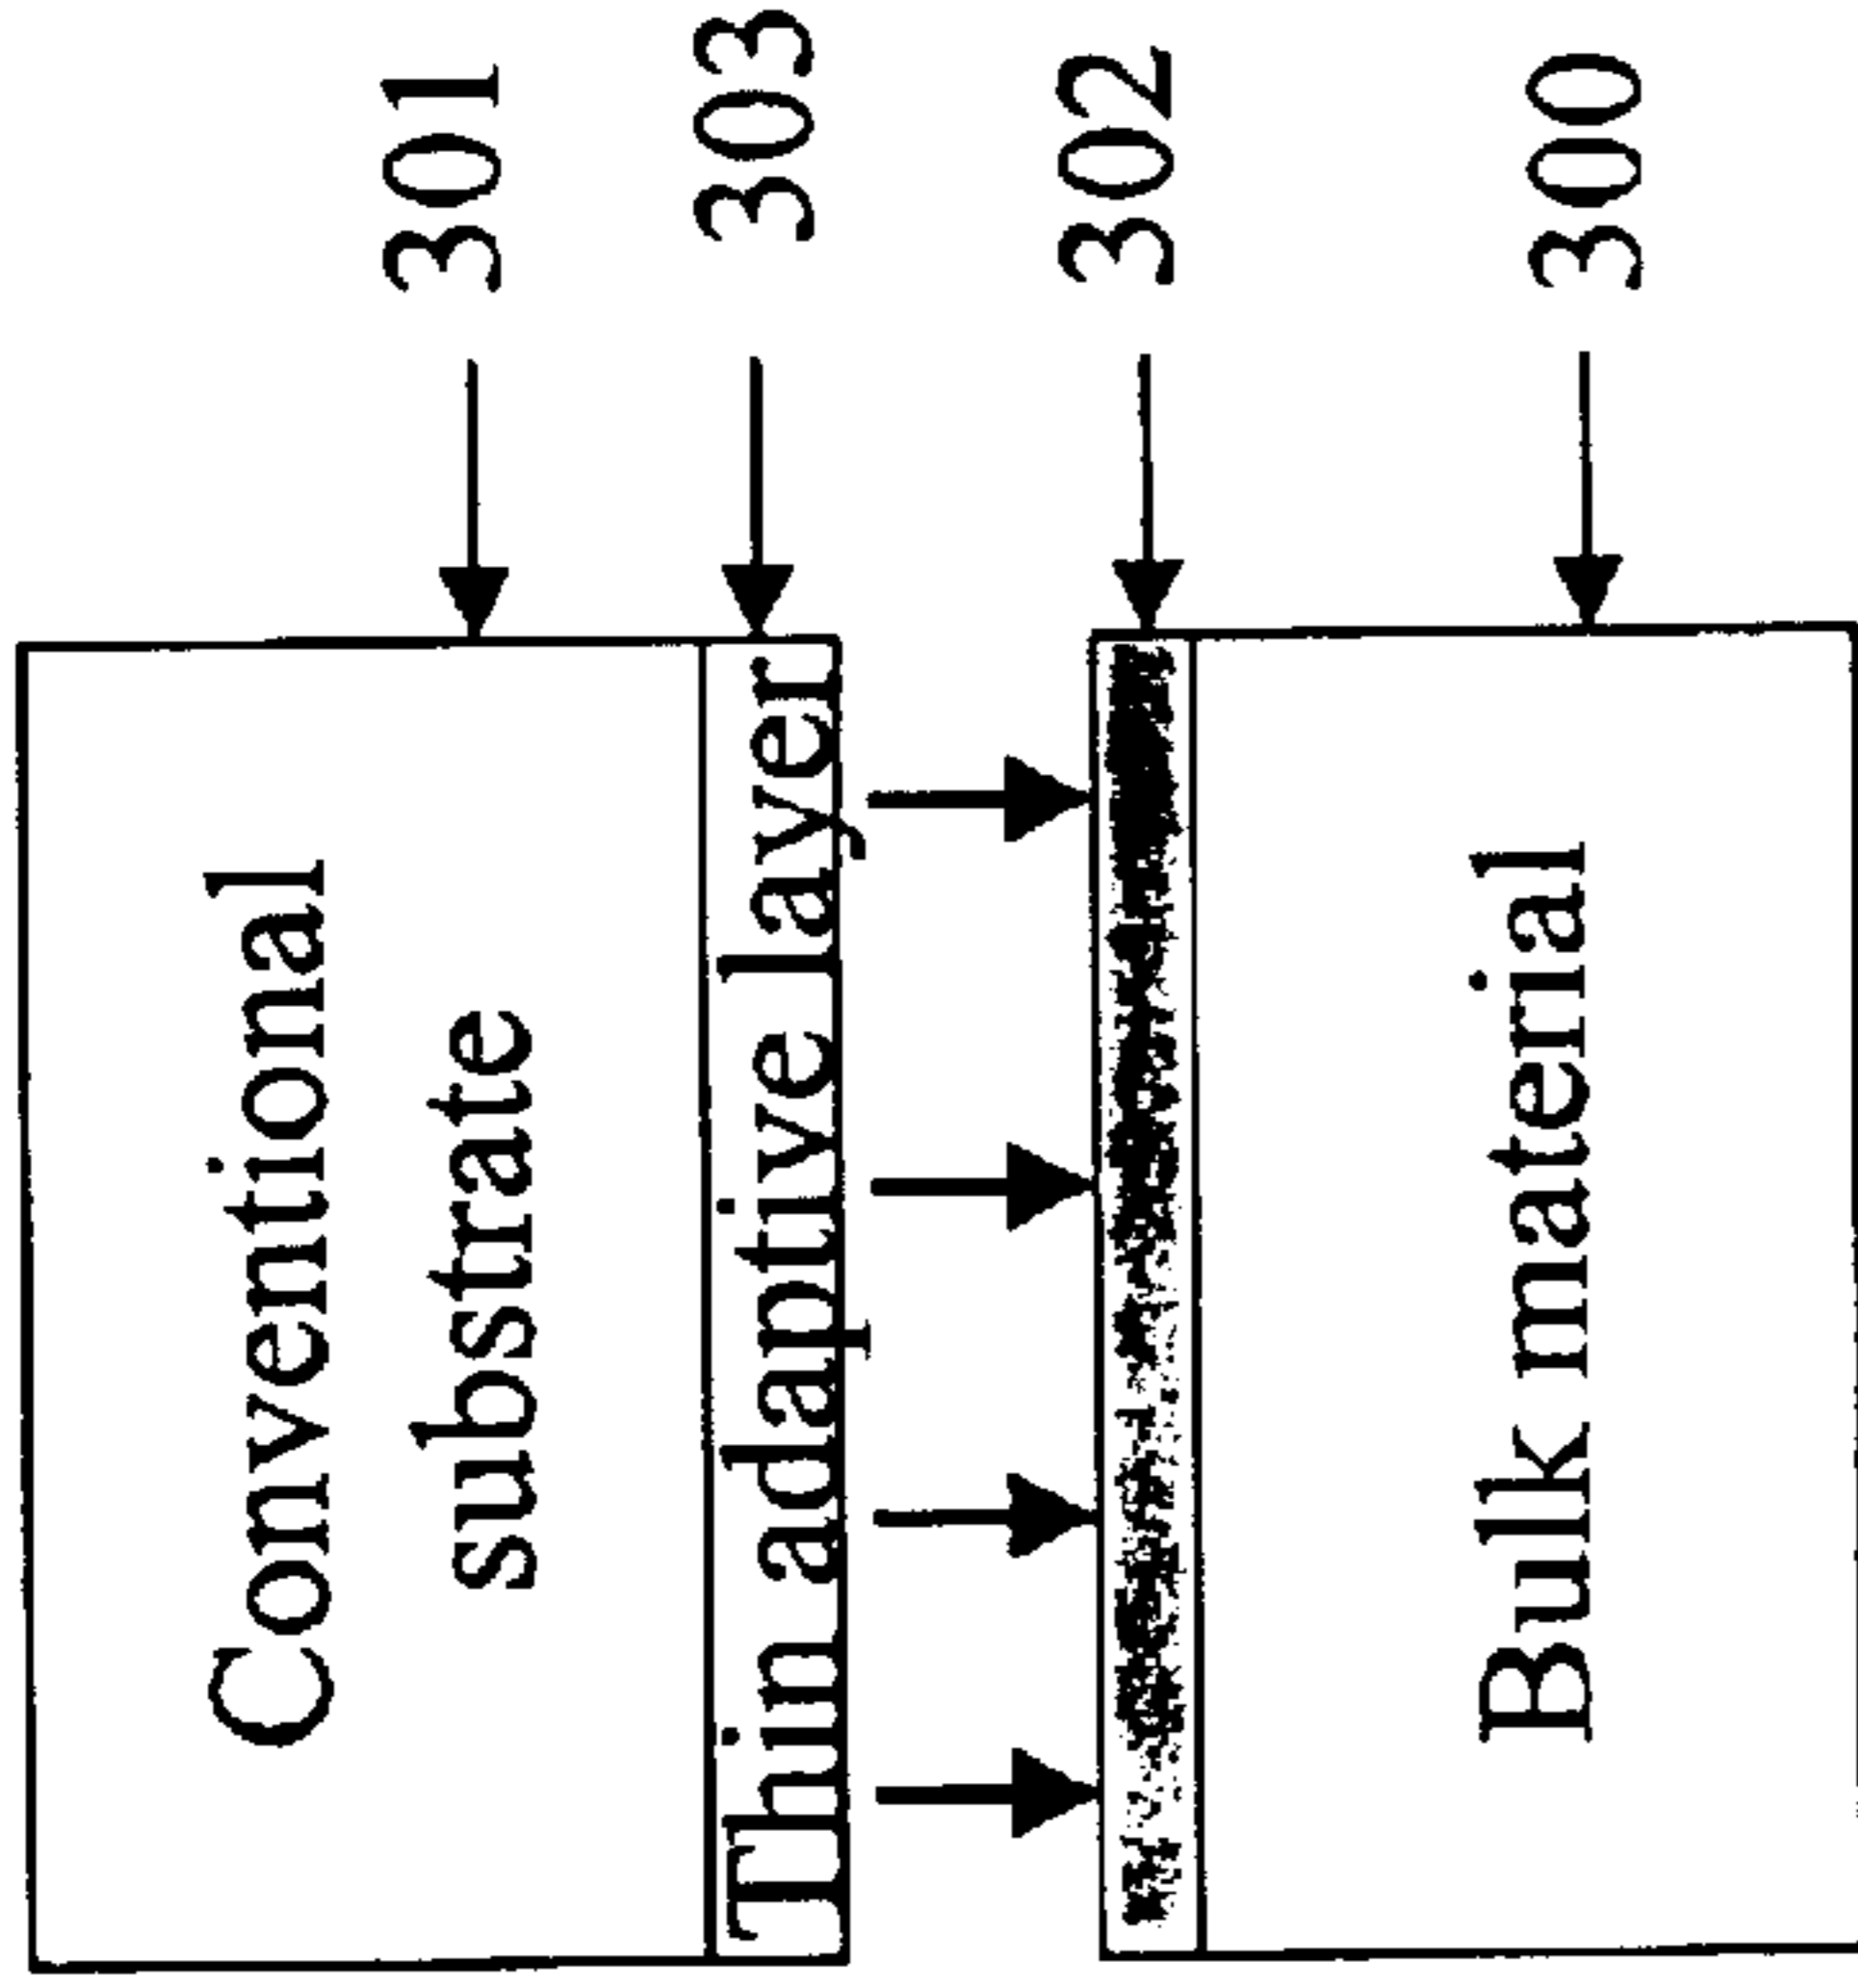 Conventional
substrate
Thin adaptive layer
Bulk material
301
303
302
300